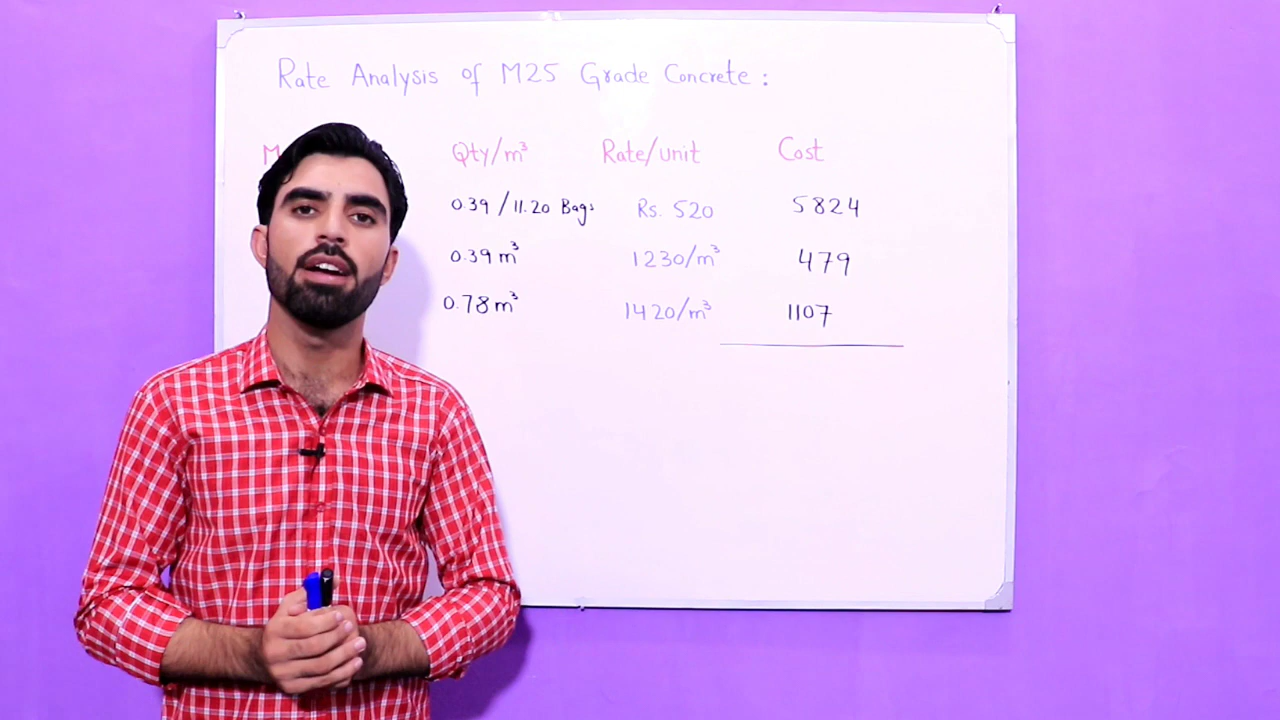 Rate Analysis of M25 Grade Concrete :
Qty/m³ Rate/unit Cost
0.39 / 11.20 Bags Rs. 520 5824
0.39 m³ 1230/m³ 479
0.78 m³ 1420/m³ 1107